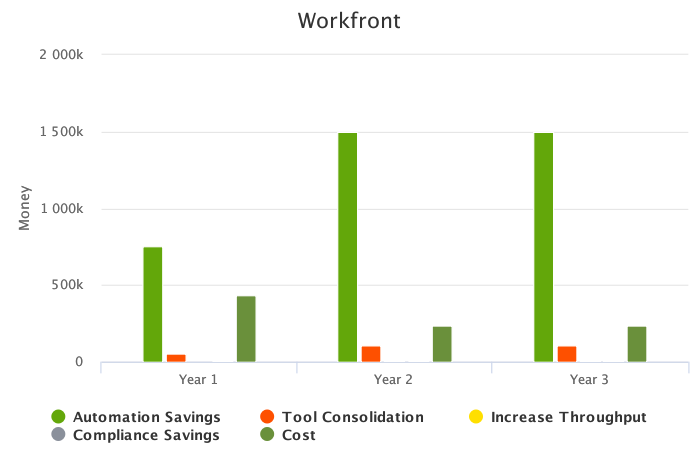 Workfront
2 000k
1 500k
1 000k
500k
0
Money
Year 1
Year 2
Year 3
Automation Savings
Tool Consolidation
Increase Throughput
Compliance Savings
Cost